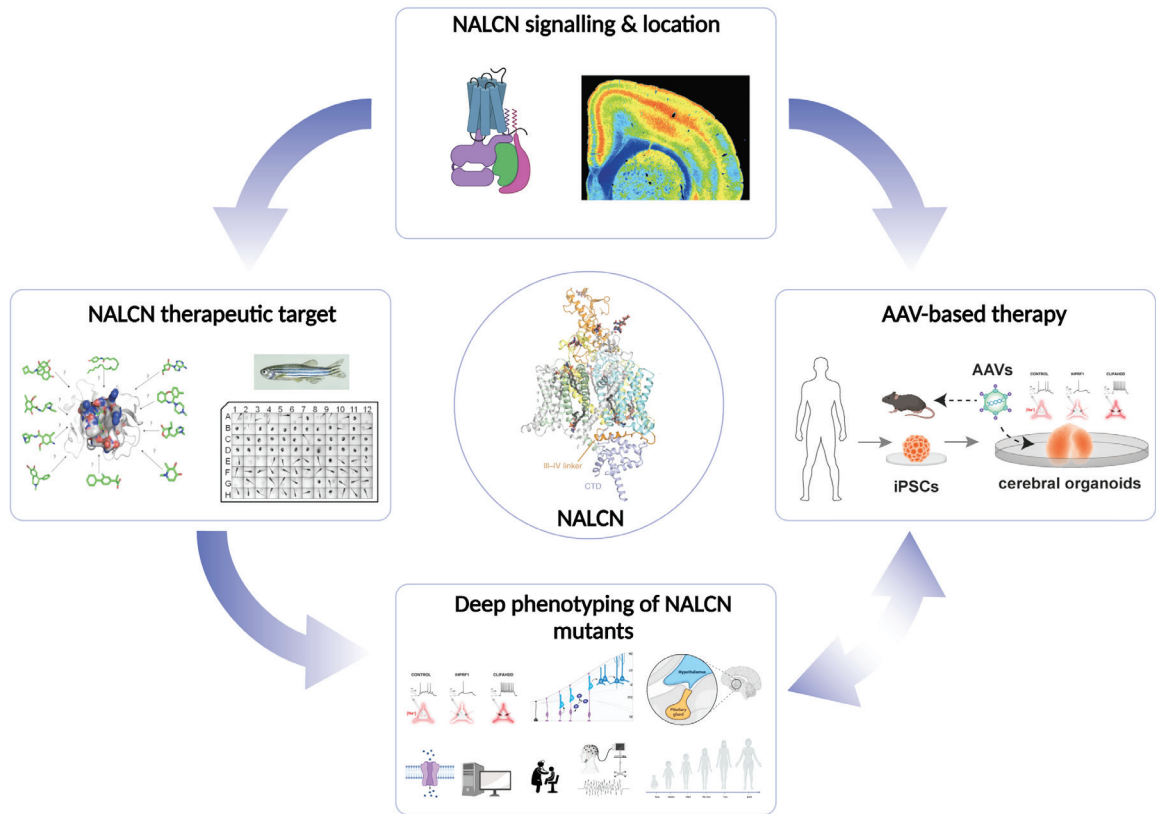 NALCN signalling & location
NALCN therapeutic target
1 2 3 4 5 6 7 8 9 10 11 12
A
B
C
D
E
F
G
H
III–IV linker
CTD
NALCN
AAV-based therapy
AAVs
CONTROL
IHPRF1
CLIFAHDD
[Na⁺]
iPSCs
cerebral organoids
Deep phenotyping of NALCN
mutants
CONTROL
IHPRF1
CLIFAHDD
[Na⁺]
Hypothalamus
Pituitary
gland